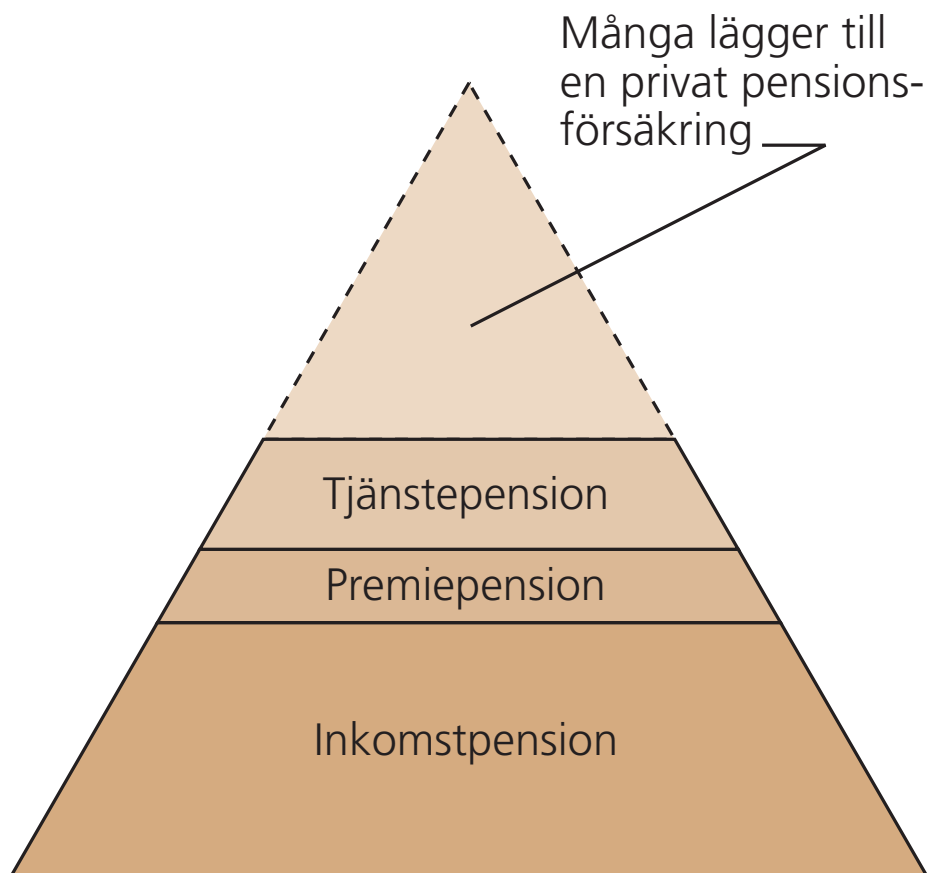 Många lägger till
en privat pensions-
försäkring
Tjänstepension
Premiepension
Inkomstpension